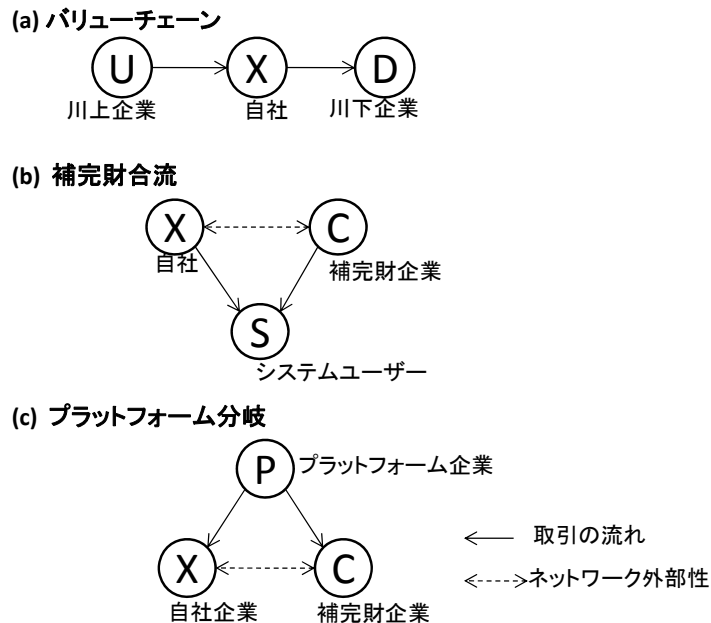 (a) バリューチェーン
U X D
川上企業 自社 川下企業
(b) 補完財合流
X C
自社 補完財企業
S
システムユーザー
(c) プラットフォーム分岐
P プラットフォーム企業
取引の流れ
X C ネットワーク外部性
自社企業 補完財企業